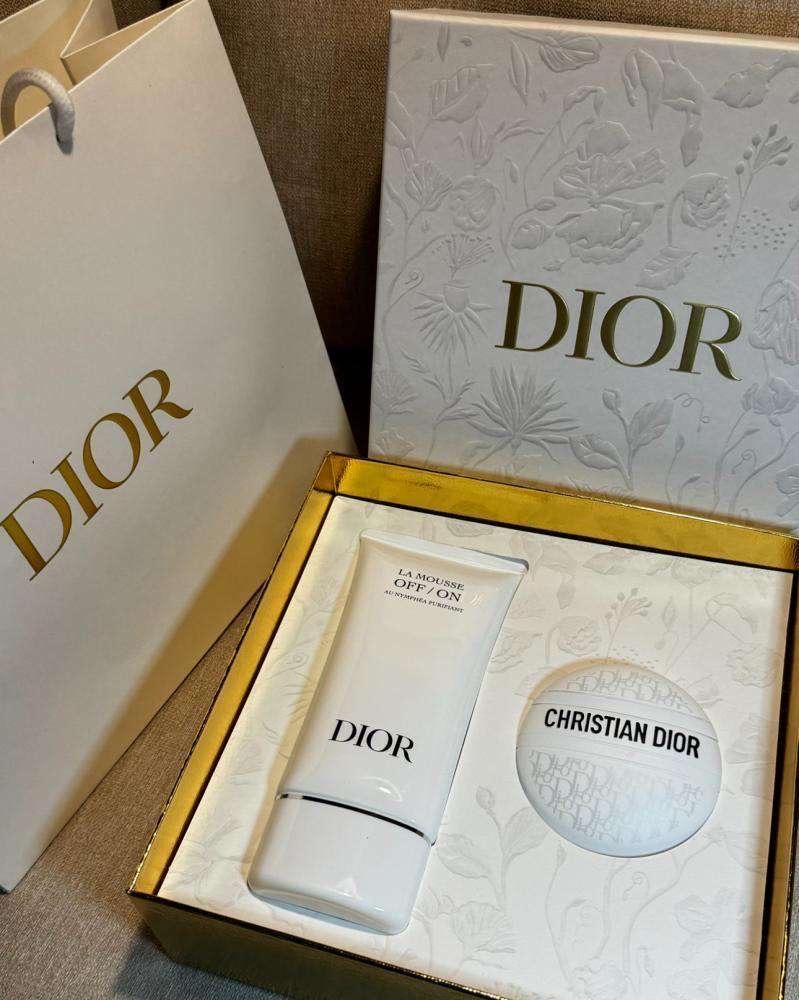 DIOR
DIOR
LA MOUSSE
OFF / ON
AU NYMPHÉA PURIFIANT
DIOR
CHRISTIAN DIOR